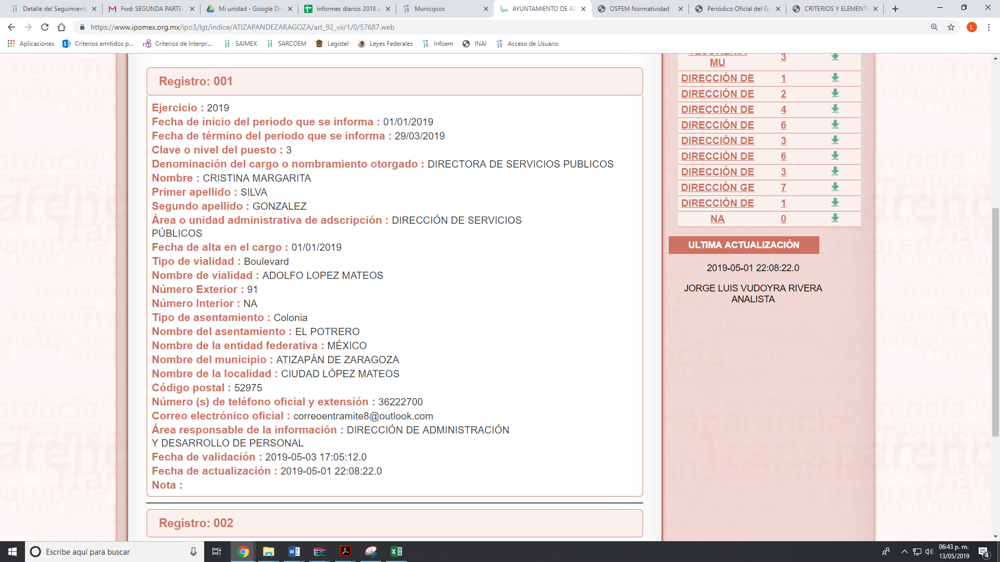 Detalle del Seguimiento
Fwd: SEGUNDA PARTE:
Mi unidad - Google Dri
informes diarios 2018.x
Municipios
AYUNTAMIENTO DE AT
OSFEM Normatividad
Periódico Oficial del Go
CRITERIOS Y ELEMENTO
https://www.ipomex.org.mx/ipo3/lgt/indice/ATIZAPANDEZARAGOZA/art_92_vii/1/0/57687.web
L
Aplicaciones
Criterios emitidos p...
Criterios de Interpr...
SAIMEX
SARCOEM
Legistel
Leyes Federales
Infoem
INAI
Acceso de Usuario
Registro: 001
Ejercicio : 2019
Fecha de inicio del periodo que se informa : 01/01/2019
Fecha de término del periodo que se informa : 29/03/2019
Clave o nivel del puesto : 3
Denominación del cargo o nombramiento otorgado : DIRECTORA DE SERVICIOS PUBLICOS
Nombre : CRISTINA MARGARITA
Primer apellido : SILVA
Segundo apellido : GONZALEZ
Área o unidad administrativa de adscripción : DIRECCIÓN DE SERVICIOS
PÚBLICOS
Fecha de alta en el cargo : 01/01/2019
Tipo de vialidad : Boulevard
Nombre de vialidad : ADOLFO LOPEZ MATEOS
Número Exterior : 91
Número Interior : NA
Tipo de asentamiento : Colonia
Nombre del asentamiento : EL POTRERO
Nombre de la entidad federativa : MÉXICO
Nombre del municipio : ATIZAPÁN DE ZARAGOZA
Nombre de la localidad : CIUDAD LÓPEZ MATEOS
Código postal : 52975
Número (s) de teléfono oficial y extensión : 36222700
Correo electrónico oficial : correoentramite8@outlook.com
Área responsable de la información : DIRECCIÓN DE ADMINISTRACIÓN
Y DESARROLLO DE PERSONAL
Fecha de validación : 2019-05-03 17:05:12.0
Fecha de actualización : 2019-05-01 22:08:22.0
Nota :
Registro: 002
TESORERÍA
MU 3
DIRECCIÓN DE 1
DIRECCIÓN DE 2
DIRECCIÓN DE 4
DIRECCIÓN DE 6
DIRECCIÓN DE 3
DIRECCIÓN DE 6
DIRECCIÓN DE 3
DIRECCIÓN GE 7
DIRECCIÓN DE 1
NA 0
ULTIMA ACTUALIZACIÓN
2019-05-01 22:08:22.0
JORGE LUIS VUDOYRA RIVERA
ANALISTA
Escribe aquí para buscar
06:43 p. m.
13/05/2019
4